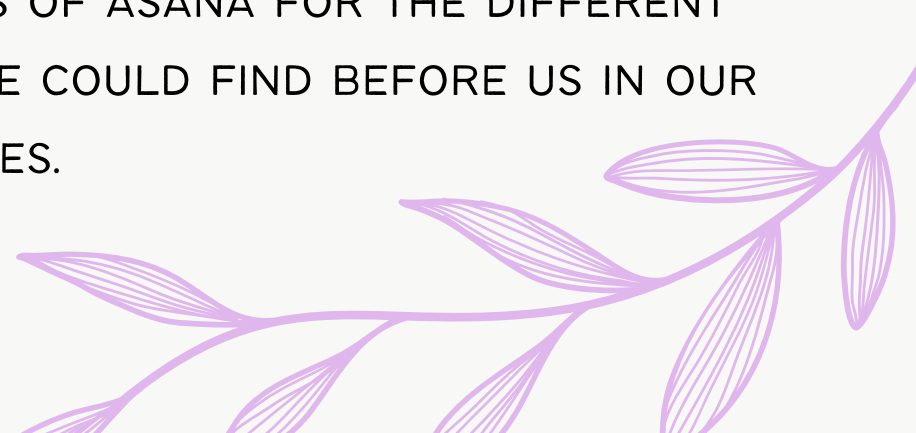 S OF ASANA FOR THE DIFFERENT
E COULD FIND BEFORE US IN OUR
ES.